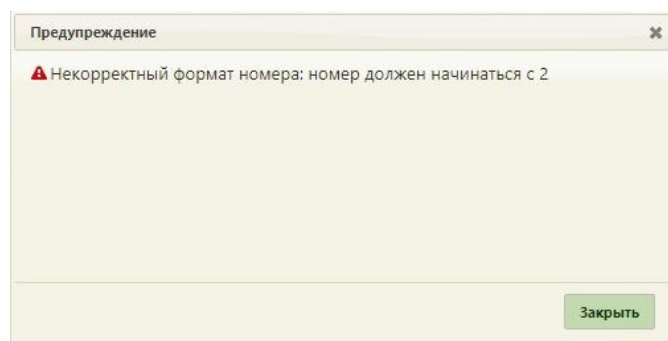 Предупреждение
Некорректный формат номера: номер должен начинаться с 2
Закрыть